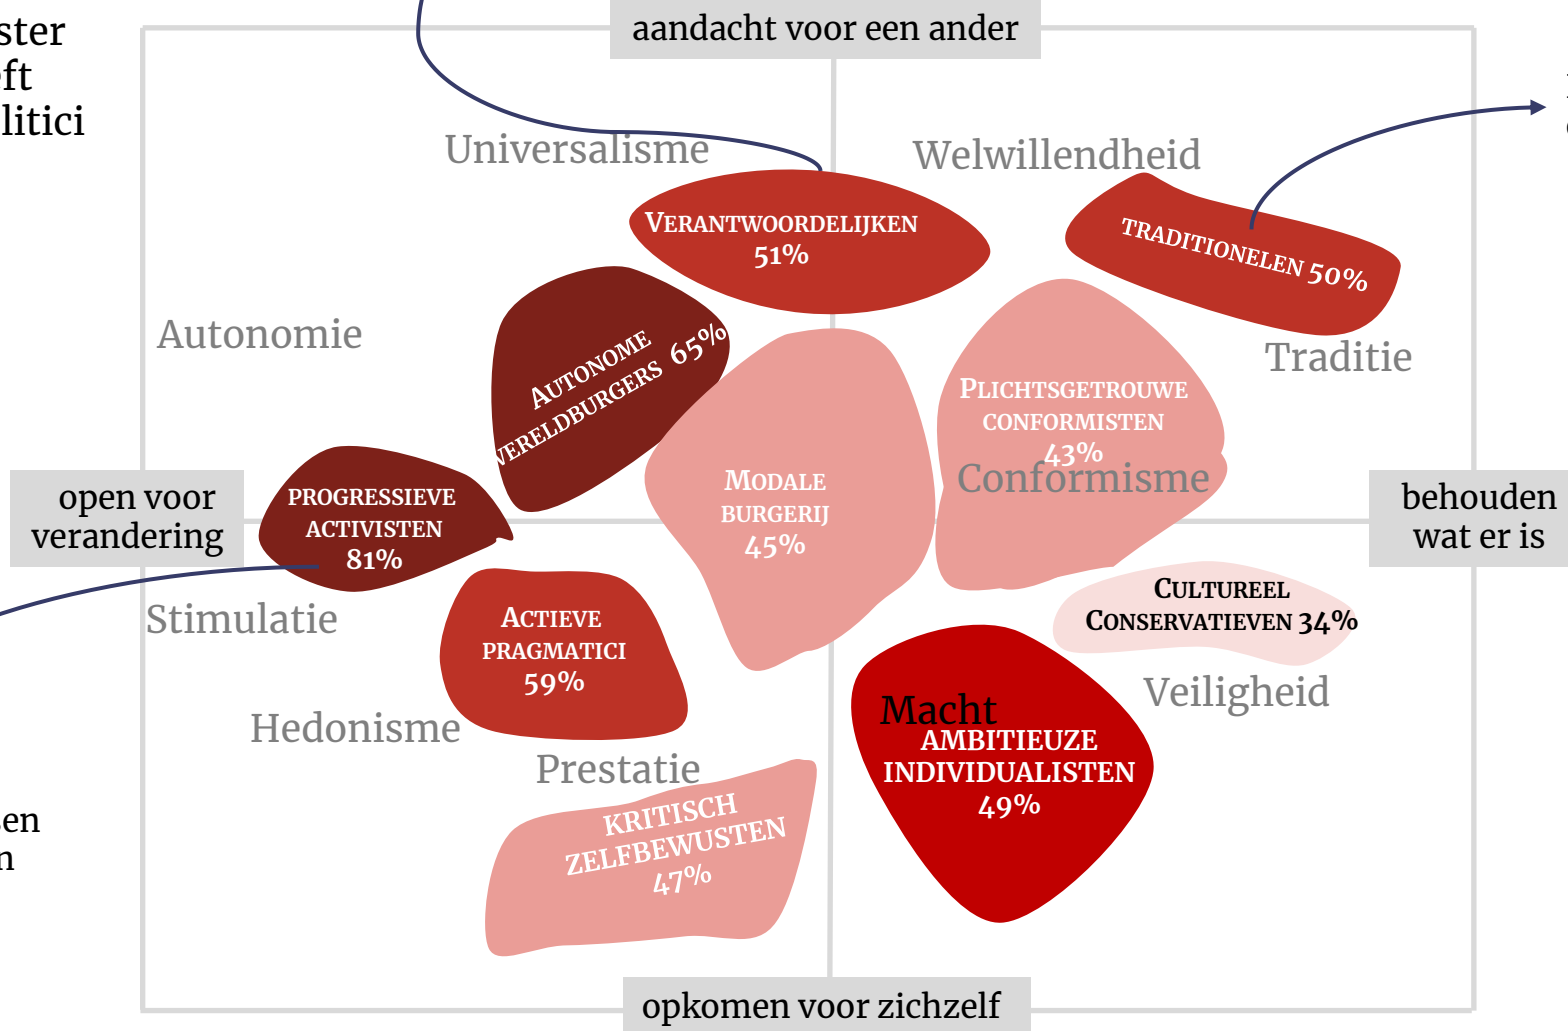 aandacht voor een ander
ster
eft
litici
Universalisme
Welwillendheid
VERANTWOORDELIJKEN
51%
TRADITIONELEN 50%
Autonomie
Traditie
AUTONOME
WERELDBURGERS 65%
PLICHTSGETROUWE
CONFORMISTEN
43%
Conformisme
MODALE
BURGERIJ
45%
open voor
verandering
PROGRESSIEVE
ACTIVISTEN
81%
behouden
wat er is
Stimulatie
ACTIEVE
PRAGMATICI
59%
CULTUREEL
CONSERVATIEVEN 34%
Veiligheid
Hedonisme
Macht
AMBITIEUZE
INDIVIDUALISTEN
49%
Prestatie
KRITISCH
ZELFBEWUSTEN
47%
en
n
opkomen voor zichzelf